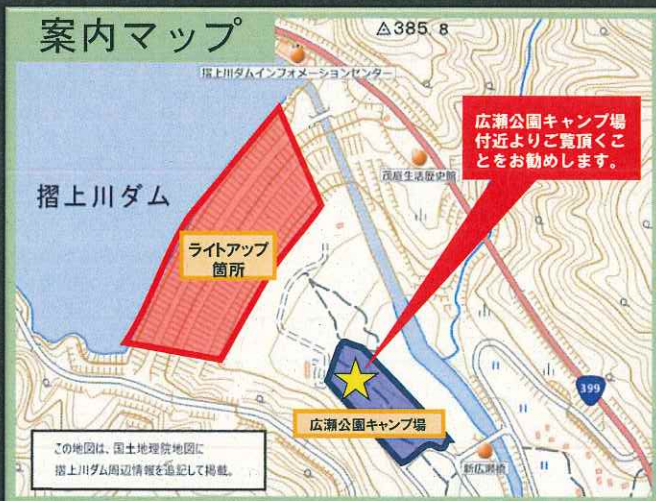 案内マップ
△385.8
摺上川ダムインフォメーションセンター
広瀬公園キャンプ場
付近よりご覧頂くこ
とをお勧めします。
茂庭生活歴史館
摺上川ダム
ライトアップ
箇所
399
広瀬公園キャンプ場
新広瀬橋
この地図は、国土地理院地図に
摺上川ダム周辺情報を追記して掲載。